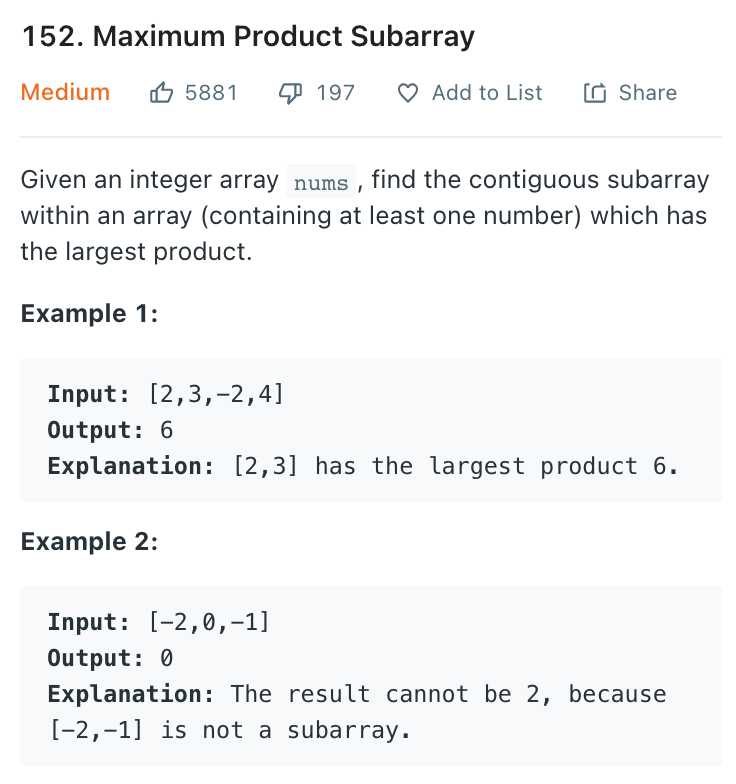 152. Maximum Product Subarray
Medium 5881 197 Add to List Share
Given an integer array nums , find the contiguous subarray
within an array (containing at least one number) which has
the largest product.
Example 1:
Input: [2,3,-2,4]
Output: 6
Explanation: [2,3] has the largest product 6.
Example 2:
Input: [-2,0,-1]
Output: 0
Explanation: The result cannot be 2, because
[-2,-1] is not a subarray.